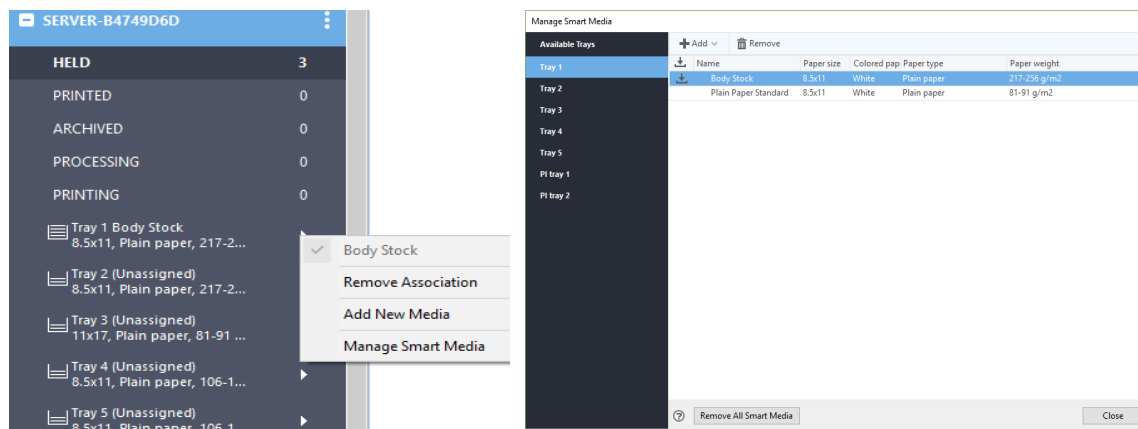 SERVER-B4749D6D
HELD 3
PRINTED 0
ARCHIVED 0
PROCESSING 0
PRINTING 0
Tray 1 Body Stock
8.5x11, Plain paper, 217-2...
Tray 2 (Unassigned)
8.5x11, Plain paper, 217-2...
Tray 3 (Unassigned)
11x17, Plain paper, 81-91 ...
Tray 4 (Unassigned)
8.5x11, Plain paper, 106-1...
Tray 5 (Unassigned)
8.5x11, Plain paper, 106-1
Body Stock
Remove Association
Add New Media
Manage Smart Media
Manage Smart Media
Available Trays
Tray 1
Tray 2
Tray 3
Tray 4
Tray 5
PI tray 1
PI tray 2
Add Remove
Name Paper size Colored pap Paper type Paper weight
Body Stock 8.5x11 White Plain paper 217-256 g/m2
Plain Paper Standard 8.5x11 White Plain paper 81-91 g/m2
? Remove All Smart Media Close